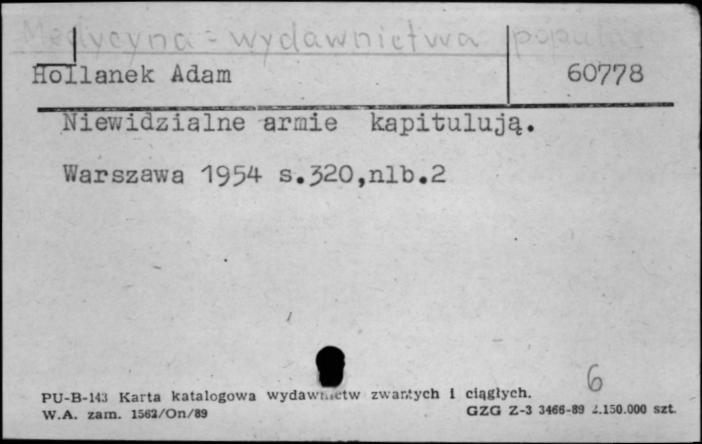 Medycyna - wydawnictwa popularne
Hollanek Adam 60778
Niewidzialne armie kapitulują.
Warszawa 1954 s.320,nlb.2
6
PU-B-143 Karta katalogowa wydawnictw zwartych i ciągłych.
W.A. zam. 1562/On/89 GZG Z-3 3466-89 2.150.000 szt.